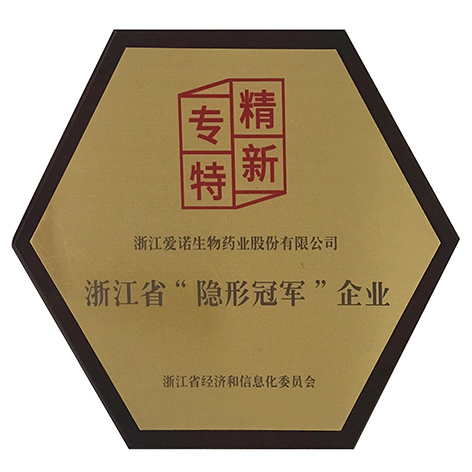 专精
特新
浙江爱诺生物药业股份有限公司
浙江省“隐形冠军”企业
浙江省经济和信息化委员会